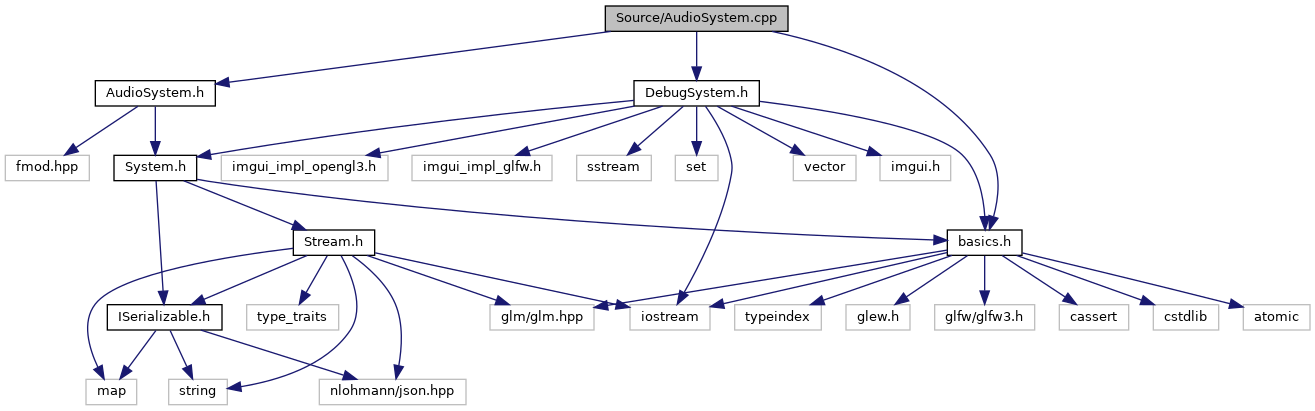 Source/AudioSystem.cpp
AudioSystem.h
DebugSystem.h
fmod.hpp
System.h
imgui_impl_opengl3.h
imgui_impl_glfw.h
sstream
set
vector
imgui.h
Stream.h
basics.h
ISerializable.h
type_traits
glm/glm.hpp
iostream
typeindex
glew.h
glfw/glfw3.h
cassert
cstdlib
atomic
map
string
nlohmann/json.hpp